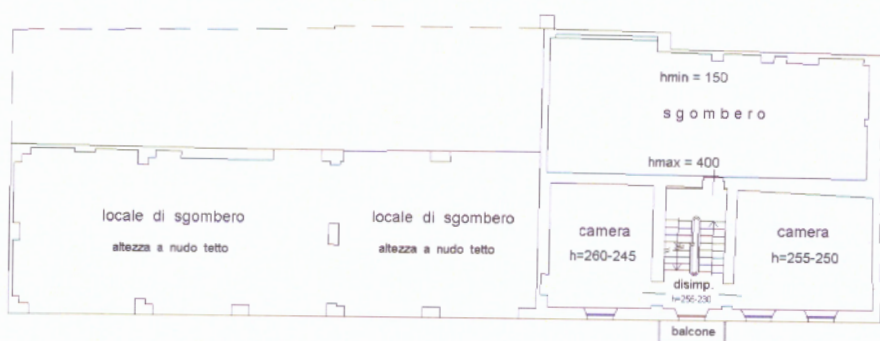 hmin = 150
sgombero
hmax = 400
locale di sgombero
altezza a nudo tetto
locale di sgombero
altezza a nudo tetto
camera
h=260-245
camera
h=255-250
disimp.
h=256-230
balcone